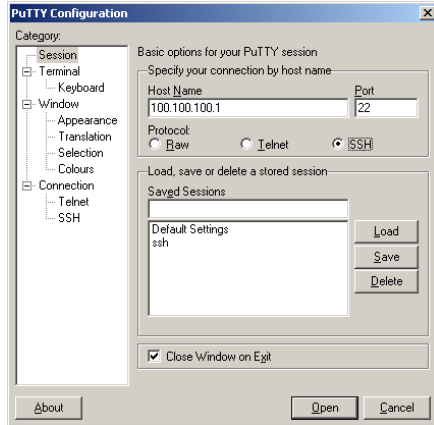 PuTTY Configuration
Category:
Session
Terminal
Keyboard
Window
Appearance
Translation
Selection
Colours
Connection
Telnet
SSH
Basic options for your PuTTY session
Specify your connection by host name
Host Name Port
100.100.100.1 22
Protocol:
Raw Telnet SSH
Load, save or delete a stored session
Saved Sessions
Default Settings
ssh
Load
Save
Delete
Close Window on Exit
About Open Cancel